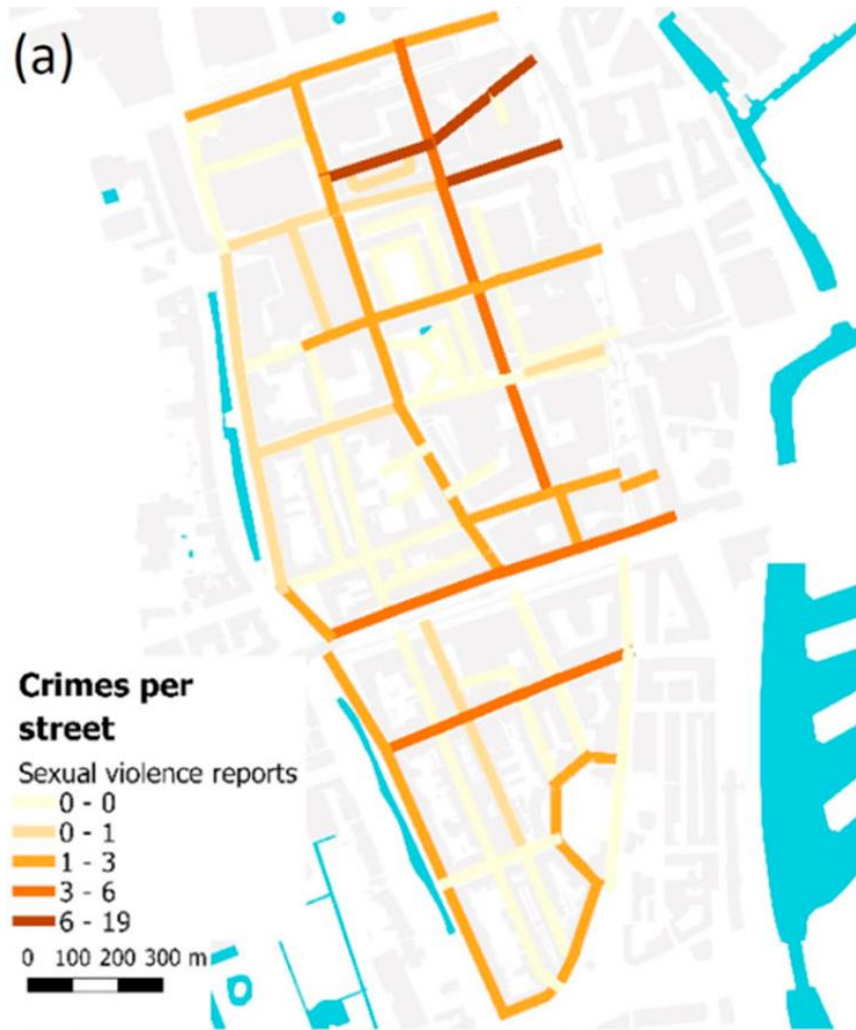 (a)
Crimes per
street
Sexual violence reports
0 - 0
0 - 1
1 - 3
3 - 6
6 - 19
0 100 200 300 m